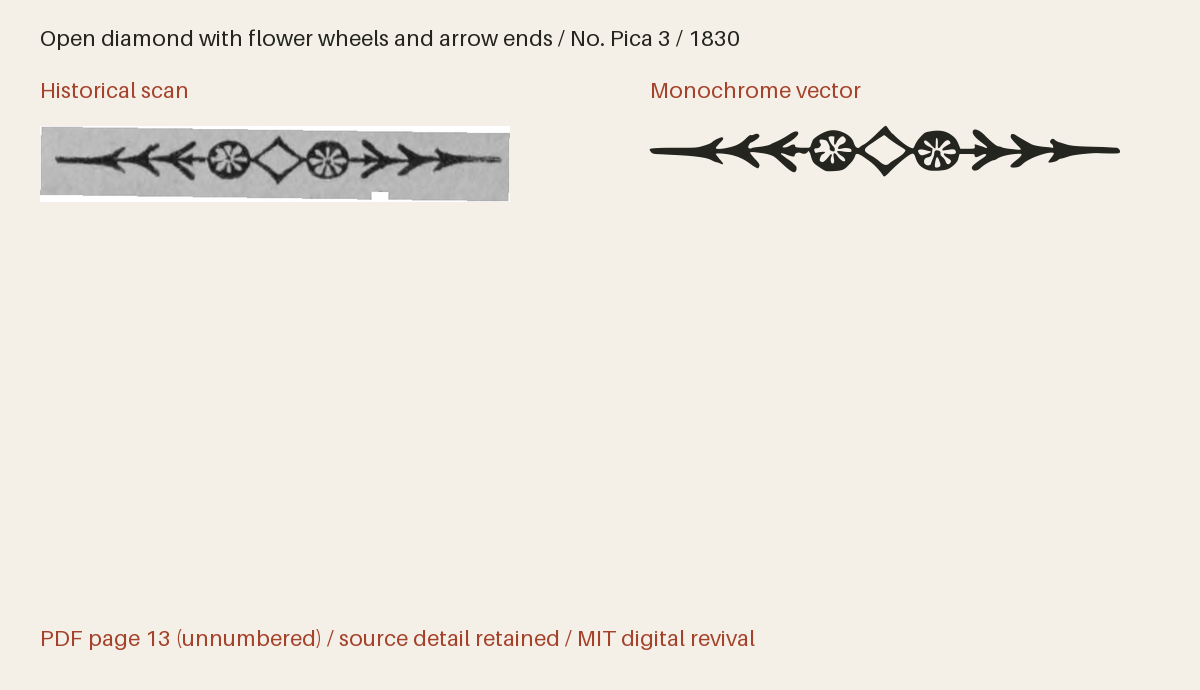 Open diamond with flower wheels and arrow ends / No. Pica 3 / 1830
Historical scan
Monochrome vector
PDF page 13 (unnumbered) / source detail retained / MIT digital revival